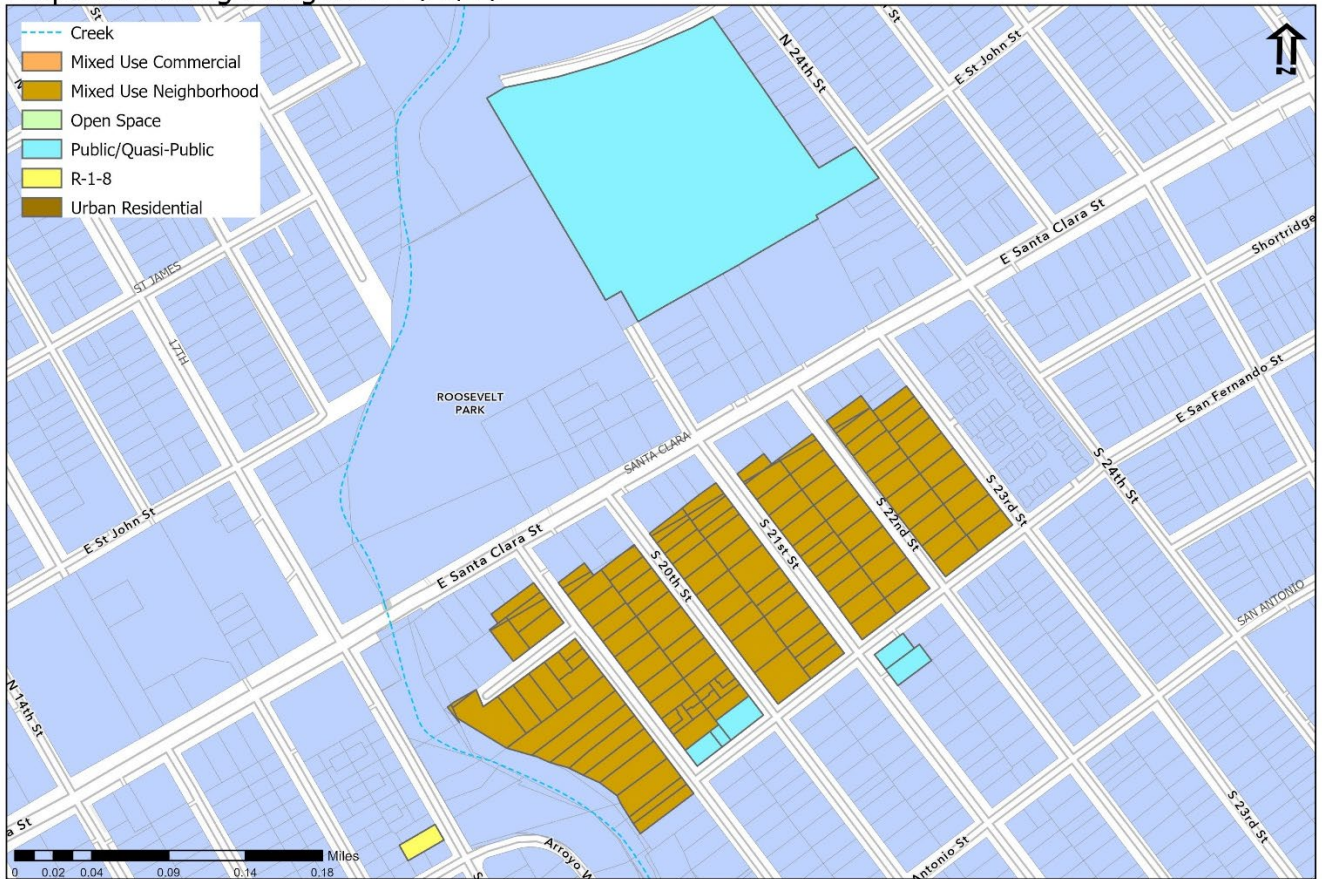 Creek
Mixed Use Commercial
Mixed Use Neighborhood
Open Space
Public/Quasi-Public
R-1-8
Urban Residential
N
N 24th St
E St John St
E Santa Clara St
Shortridge
ST JAMES
17TH
ROOSEVELT
PARK
E San Fernando St
SANTA CLARA
S 24th St
S 23rd St
S 22nd St
E St John St
E Santa Clara St
S 21st St
S 20th St
SAN ANTONIO
N 14th St
S 23rd St
a St
Arroyo W
Antonio St
Miles
0 0.02 0.04 0.09 0.14 0.18